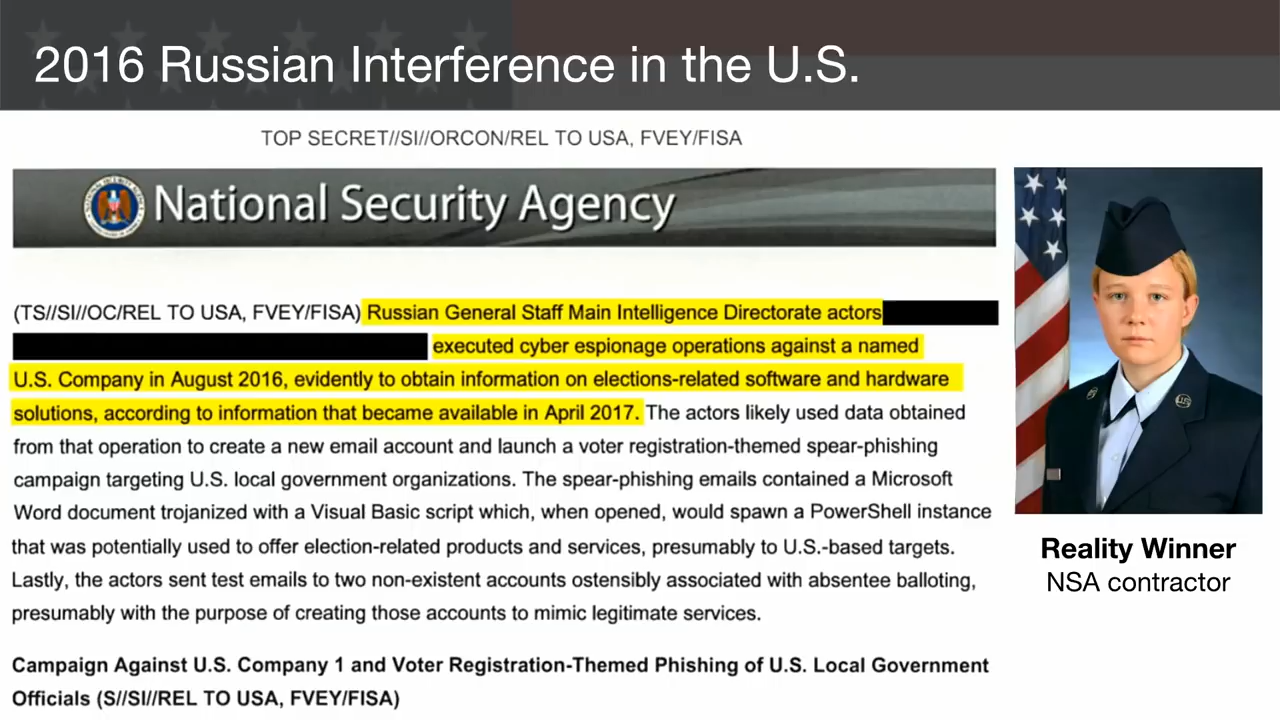 2016 Russian Interference in the U.S.
TOP SECRET//SI//ORCON/REL TO USA, FVEY/FISA
National Security Agency
(TS//SI//OC/REL TO USA, FVEY/FISA) Russian General Staff Main Intelligence Directorate actors
executed cyber espionage operations against a named
U.S. Company in August 2016, evidently to obtain information on elections-related software and hardware
solutions, according to information that became available in April 2017. The actors likely used data obtained
from that operation to create a new email account and launch a voter registration-themed spear-phishing
campaign targeting U.S. local government organizations. The spear-phishing emails contained a Microsoft
Word document trojanized with a Visual Basic script which, when opened, would spawn a PowerShell instance
that was potentially used to offer election-related products and services, presumably to U.S.-based targets.
Lastly, the actors sent test emails to two non-existent accounts ostensibly associated with absentee balloting,
presumably with the purpose of creating those accounts to mimic legitimate services.
Campaign Against U.S. Company 1 and Voter Registration-Themed Phishing of U.S. Local Government
Officials (S//SI//REL TO USA, FVEY/FISA)
Reality Winner
NSA contractor